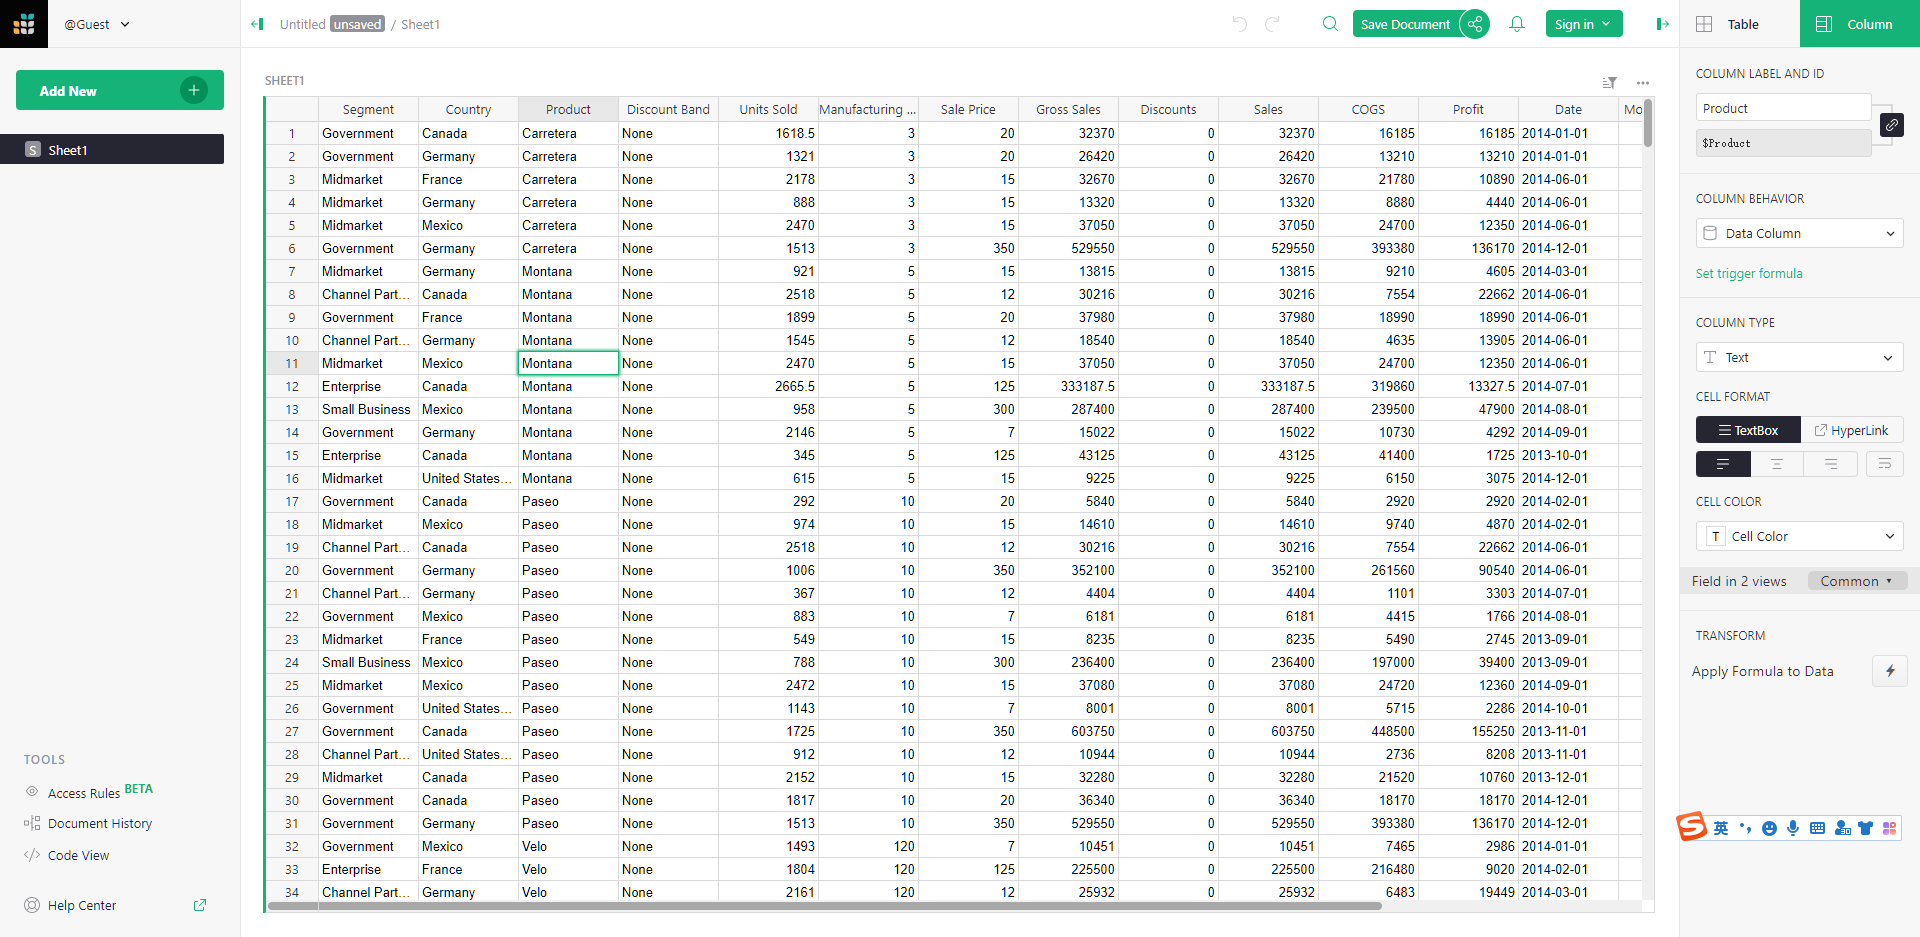 @Guest
Untitled unsaved / Sheet1
Save Document
Sign in
Table
Column
Add New
S Sheet1
TOOLS
Access Rules BETA
Document History
Code View
Help Center
SHEET1
Segment Country Product Discount Band Units Sold Manufacturing ... Sale Price Gross Sales Discounts Sales COGS Profit Date Mo
1 Government Canada Carretera None 1618.5 3 20 32370 0 32370 16185 16185 2014-01-01
2 Government Germany Carretera None 1321 3 20 26420 0 26420 13210 13210 2014-01-01
3 Midmarket France Carretera None 2178 3 15 32670 0 32670 21780 10890 2014-06-01
4 Midmarket Germany Carretera None 888 3 15 13320 0 13320 8880 4440 2014-06-01
5 Midmarket Mexico Carretera None 2470 3 15 37050 0 37050 24700 12350 2014-06-01
6 Government Germany Carretera None 1513 3 350 529550 0 529550 393380 136170 2014-12-01
7 Midmarket Germany Montana None 921 5 15 13815 0 13815 9210 4605 2014-03-01
8 Channel Part... Canada Montana None 2518 5 12 30216 0 30216 7554 22662 2014-06-01
9 Government France Montana None 1899 5 20 37980 0 37980 18990 18990 2014-06-01
10 Channel Part... Germany Montana None 1545 5 12 18540 0 18540 4635 13905 2014-06-01
11 Midmarket Mexico Montana None 2470 5 15 37050 0 37050 24700 12350 2014-06-01
12 Enterprise Canada Montana None 2665.5 5 125 333187.5 0 333187.5 319860 13327.5 2014-07-01
13 Small Business Mexico Montana None 958 5 300 287400 0 287400 239500 47900 2014-08-01
14 Government Germany Montana None 2146 5 7 15022 0 15022 10730 4292 2014-09-01
15 Enterprise Canada Montana None 345 5 125 43125 0 43125 41400 1725 2013-10-01
16 Midmarket United States... Montana None 615 5 15 9225 0 9225 6150 3075 2014-12-01
17 Government Canada Paseo None 292 10 20 5840 0 5840 2920 2920 2014-02-01
18 Midmarket Mexico Paseo None 974 10 15 14610 0 14610 9740 4870 2014-02-01
19 Channel Part... Canada Paseo None 2518 10 12 30216 0 30216 7554 22662 2014-06-01
20 Government Germany Paseo None 1006 10 350 352100 0 352100 261560 90540 2014-06-01
21 Channel Part... Germany Paseo None 367 10 12 4404 0 4404 1101 3303 2014-07-01
22 Government Mexico Paseo None 883 10 7 6181 0 6181 4415 1766 2014-08-01
23 Midmarket France Paseo None 549 10 15 8235 0 8235 5490 2745 2013-09-01
24 Small Business Mexico Paseo None 788 10 300 236400 0 236400 197000 39400 2013-09-01
25 Midmarket Mexico Paseo None 2472 10 15 37080 0 37080 24720 12360 2014-09-01
26 Government United States... Paseo None 1143 10 7 8001 0 8001 5715 2286 2014-10-01
27 Government Canada Paseo None 1725 10 350 603750 0 603750 448500 155250 2013-11-01
28 Channel Part... United States... Paseo None 912 10 12 10944 0 10944 2736 8208 2013-11-01
29 Midmarket Canada Paseo None 2152 10 15 32280 0 32280 21520 10760 2013-12-01
30 Government Canada Paseo None 1817 10 20 36340 0 36340 18170 18170 2014-12-01
31 Government Germany Paseo None 1513 10 350 529550 0 529550 393380 136170 2014-12-01
32 Government Mexico Velo None 1493 120 7 10451 0 10451 7465 2986 2014-01-01
33 Enterprise France Velo None 1804 120 125 225500 0 225500 216480 9020 2014-02-01
34 Channel Part... Germany Velo None 2161 120 12 25932 0 25932 6483 19449 2014-03-01
COLUMN LABEL AND ID
Product
$Product
COLUMN BEHAVIOR
Data Column
Set trigger formula
COLUMN TYPE
Text
CELL FORMAT
TextBox HyperLink
CELL COLOR
T Cell Color
Field in 2 views Common
TRANSFORM
Apply Formula to Data
S 英